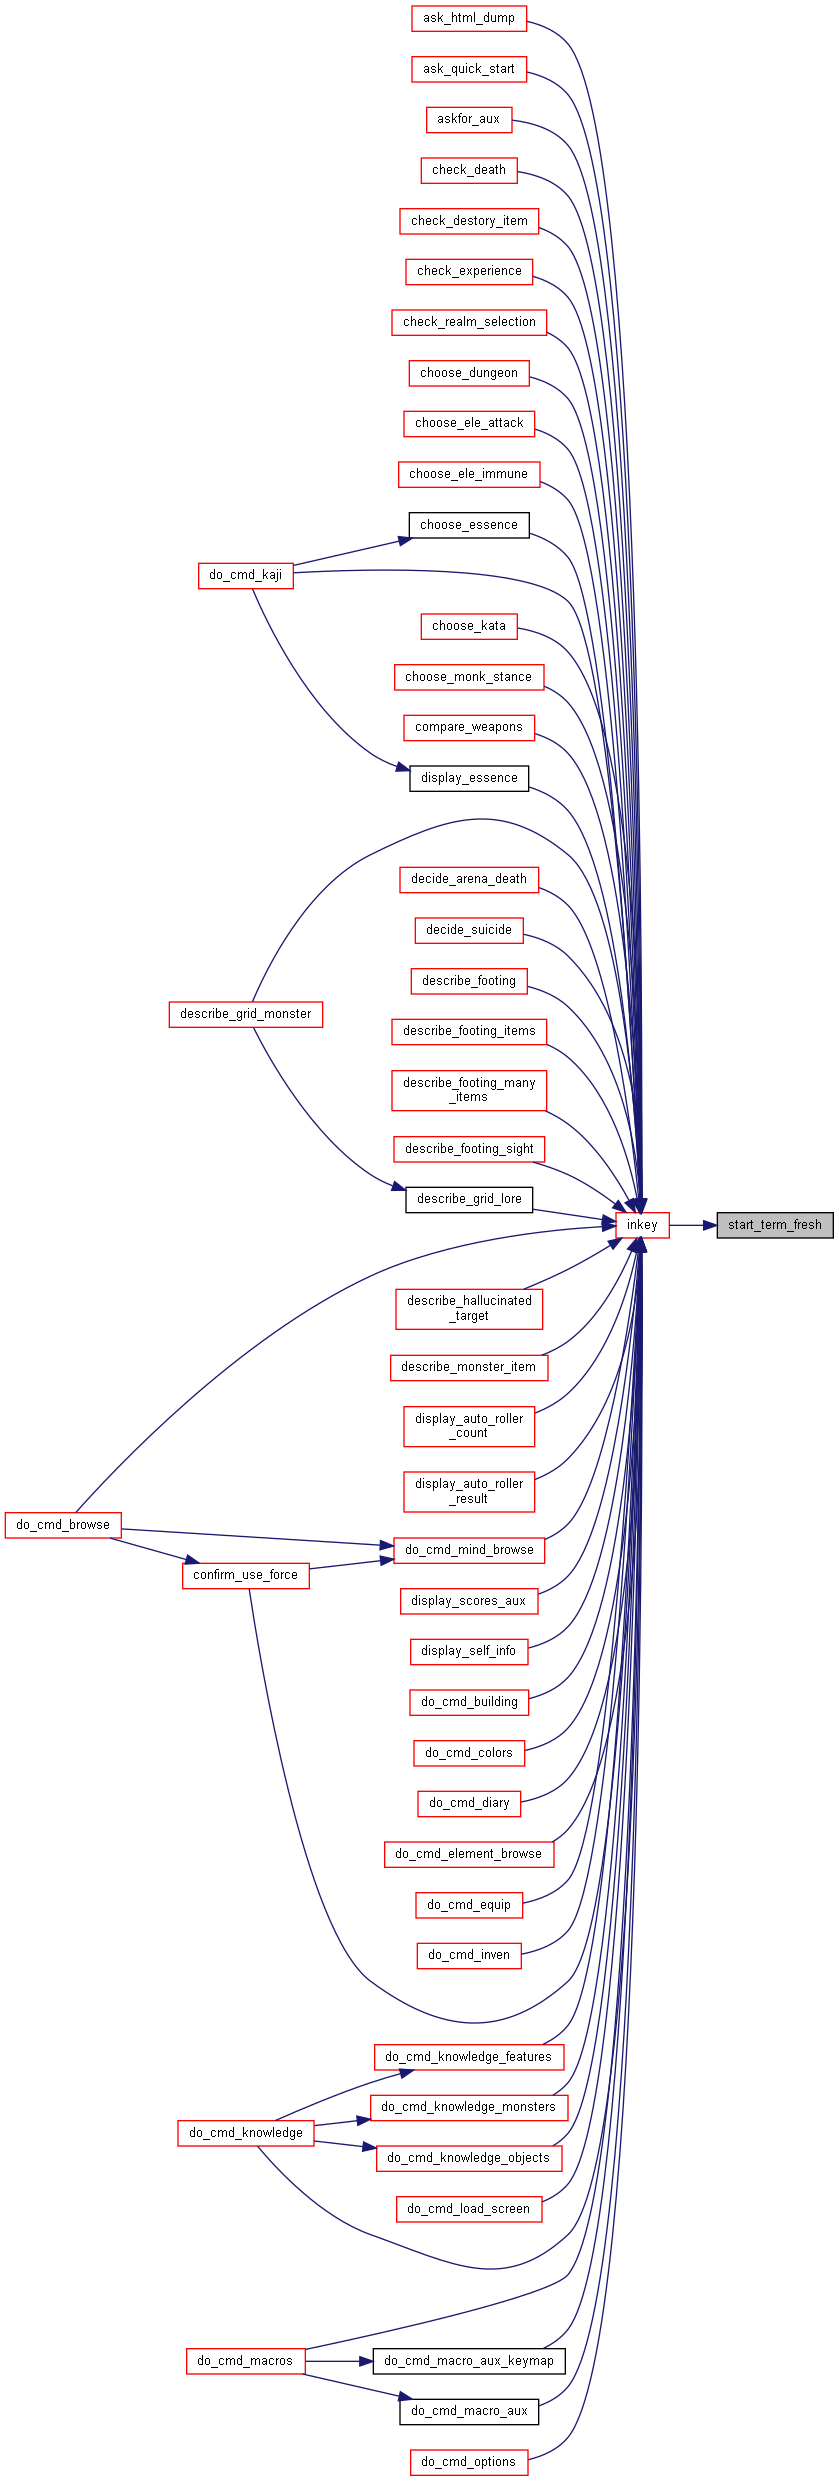 ask_html_dump
ask_quick_start
askfor_aux
check_death
check_destory_item
check_experience
check_realm_selection
choose_dungeon
choose_ele_attack
choose_ele_immune
choose_essence
do_cmd_kaji
choose_kata
choose_monk_stance
compare_weapons
display_essence
decide_arena_death
decide_suicide
describe_footing
describe_grid_monster
describe_footing_items
describe_footing_many
_items
describe_footing_sight
describe_grid_lore
inkey
start_term_fresh
describe_hallucinated
_target
describe_monster_item
display_auto_roller
_count
display_auto_roller
_result
do_cmd_browse
do_cmd_mind_browse
confirm_use_force
display_scores_aux
display_self_info
do_cmd_building
do_cmd_colors
do_cmd_diary
do_cmd_element_browse
do_cmd_equip
do_cmd_inven
do_cmd_knowledge_features
do_cmd_knowledge_monsters
do_cmd_knowledge
do_cmd_knowledge_objects
do_cmd_load_screen
do_cmd_macros
do_cmd_macro_aux_keymap
do_cmd_macro_aux
do_cmd_options